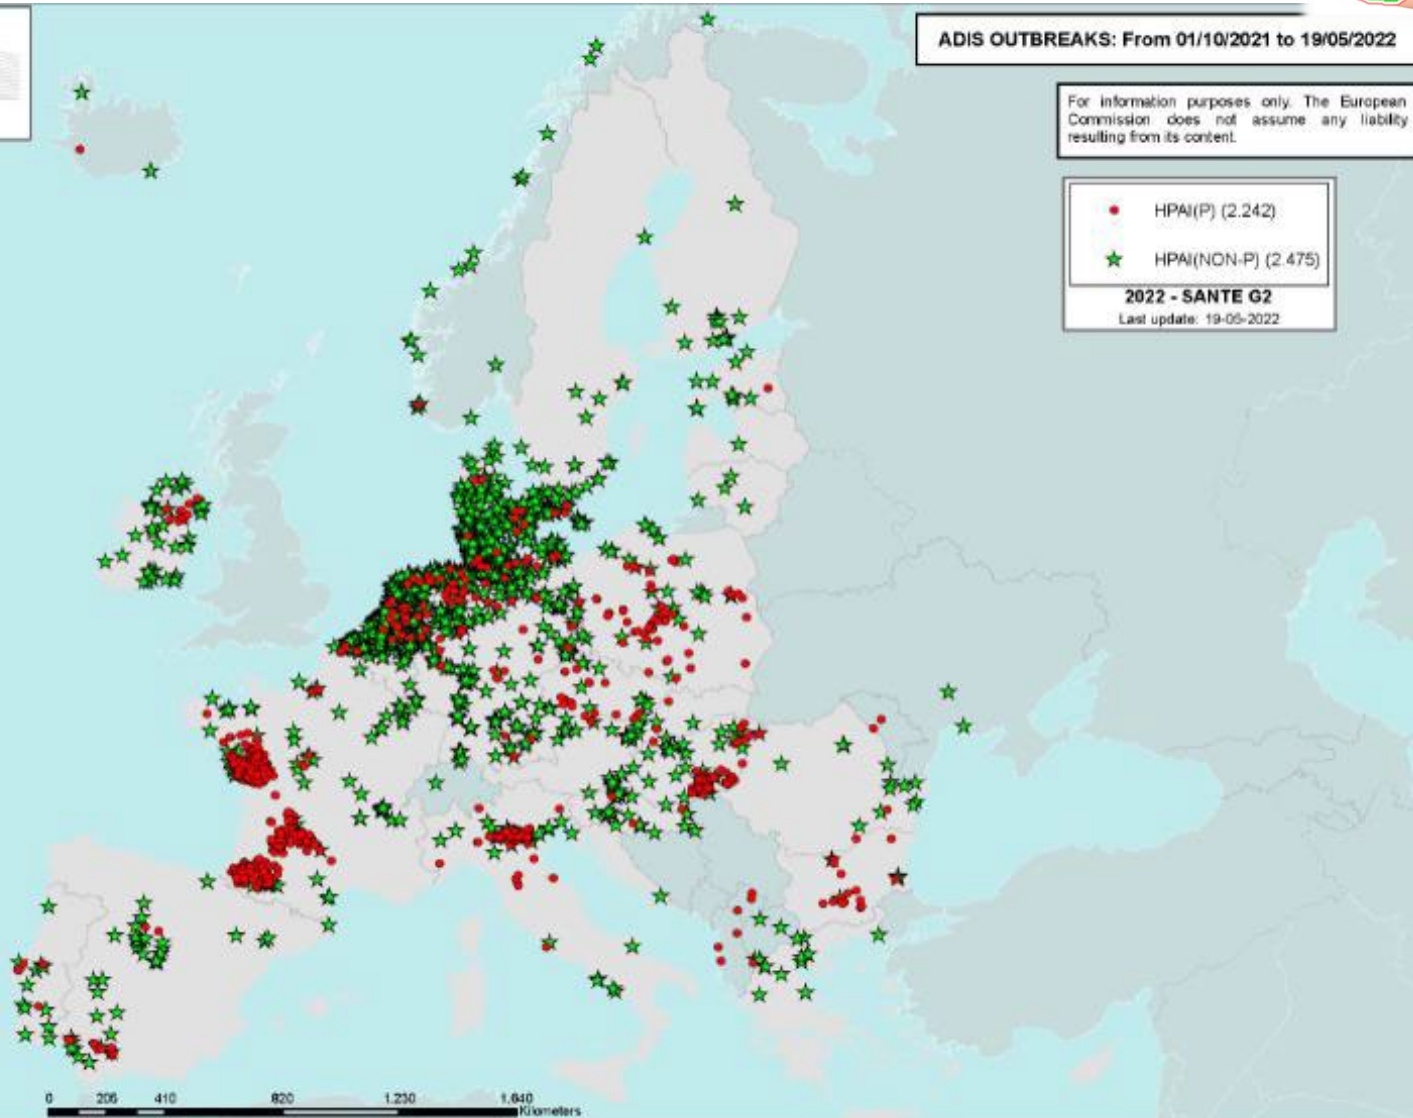 ADIS OUTBREAKS: From 01/10/2021 to 19/05/2022
For information purposes only. The European
Commission does not assume any liability
resulting from its content.
HPAI(P) (2.242)
HPAI(NON-P) (2.475)
2022 - SANTE G2
Last update: 19-05-2022
0 205 410 820 1.230 1.640
Kilometers